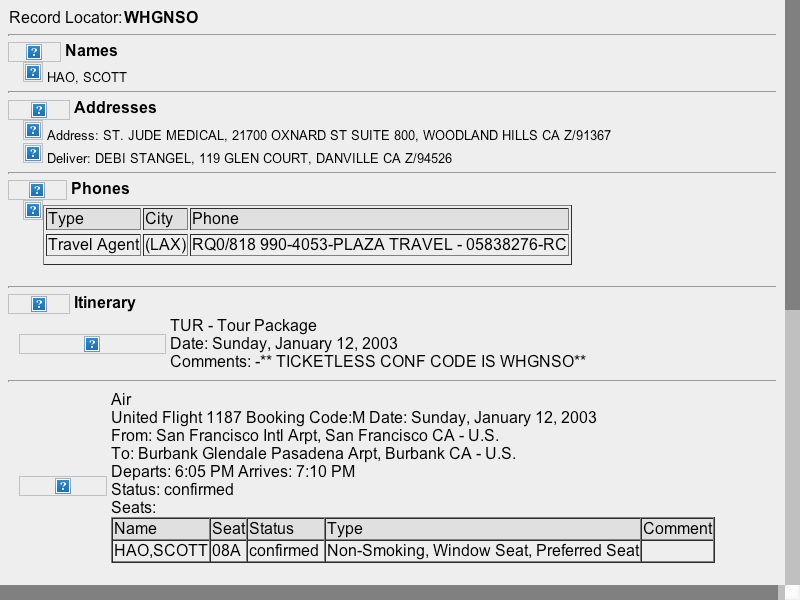 Record Locator:WHGNSO
Names
HAO, SCOTT
Addresses
Address: ST. JUDE MEDICAL, 21700 OXNARD ST SUITE 800, WOODLAND HILLS CA Z/91367
Deliver: DEBI STANGEL, 119 GLEN COURT, DANVILLE CA Z/94526
Phones
Type City Phone
Travel Agent (LAX) RQ0/818 990-4053-PLAZA TRAVEL - 05838276-RC
Itinerary
TUR - Tour Package
Date: Sunday, January 12, 2003
Comments: -** TICKETLESS CONF CODE IS WHGNSO**
Air
United Flight 1187 Booking Code:M Date: Sunday, January 12, 2003
From: San Francisco Intl Arpt, San Francisco CA - U.S.
To: Burbank Glendale Pasadena Arpt, Burbank CA - U.S.
Departs: 6:05 PM Arrives: 7:10 PM
Status: confirmed
Seats:
Name Seat Status Type Comment
HAO,SCOTT 08A confirmed Non-Smoking, Window Seat, Preferred Seat